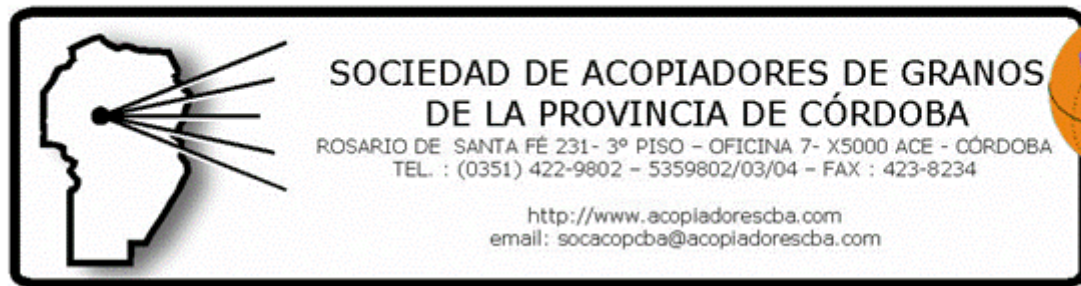 SOCIEDAD DE ACOPIADORES DE GRANOS
DE LA PROVINCIA DE CÓRDOBA
ROSARIO DE SANTA FÉ 231- 3º PISO – OFICINA 7- X5000 ACE - CÓRDOBA
TEL. : (0351) 422-9802 – 5359802/03/04 – FAX : 423-8234
http://www.acopiadorescba.com
email: socacopcba@acopiadorescba.com